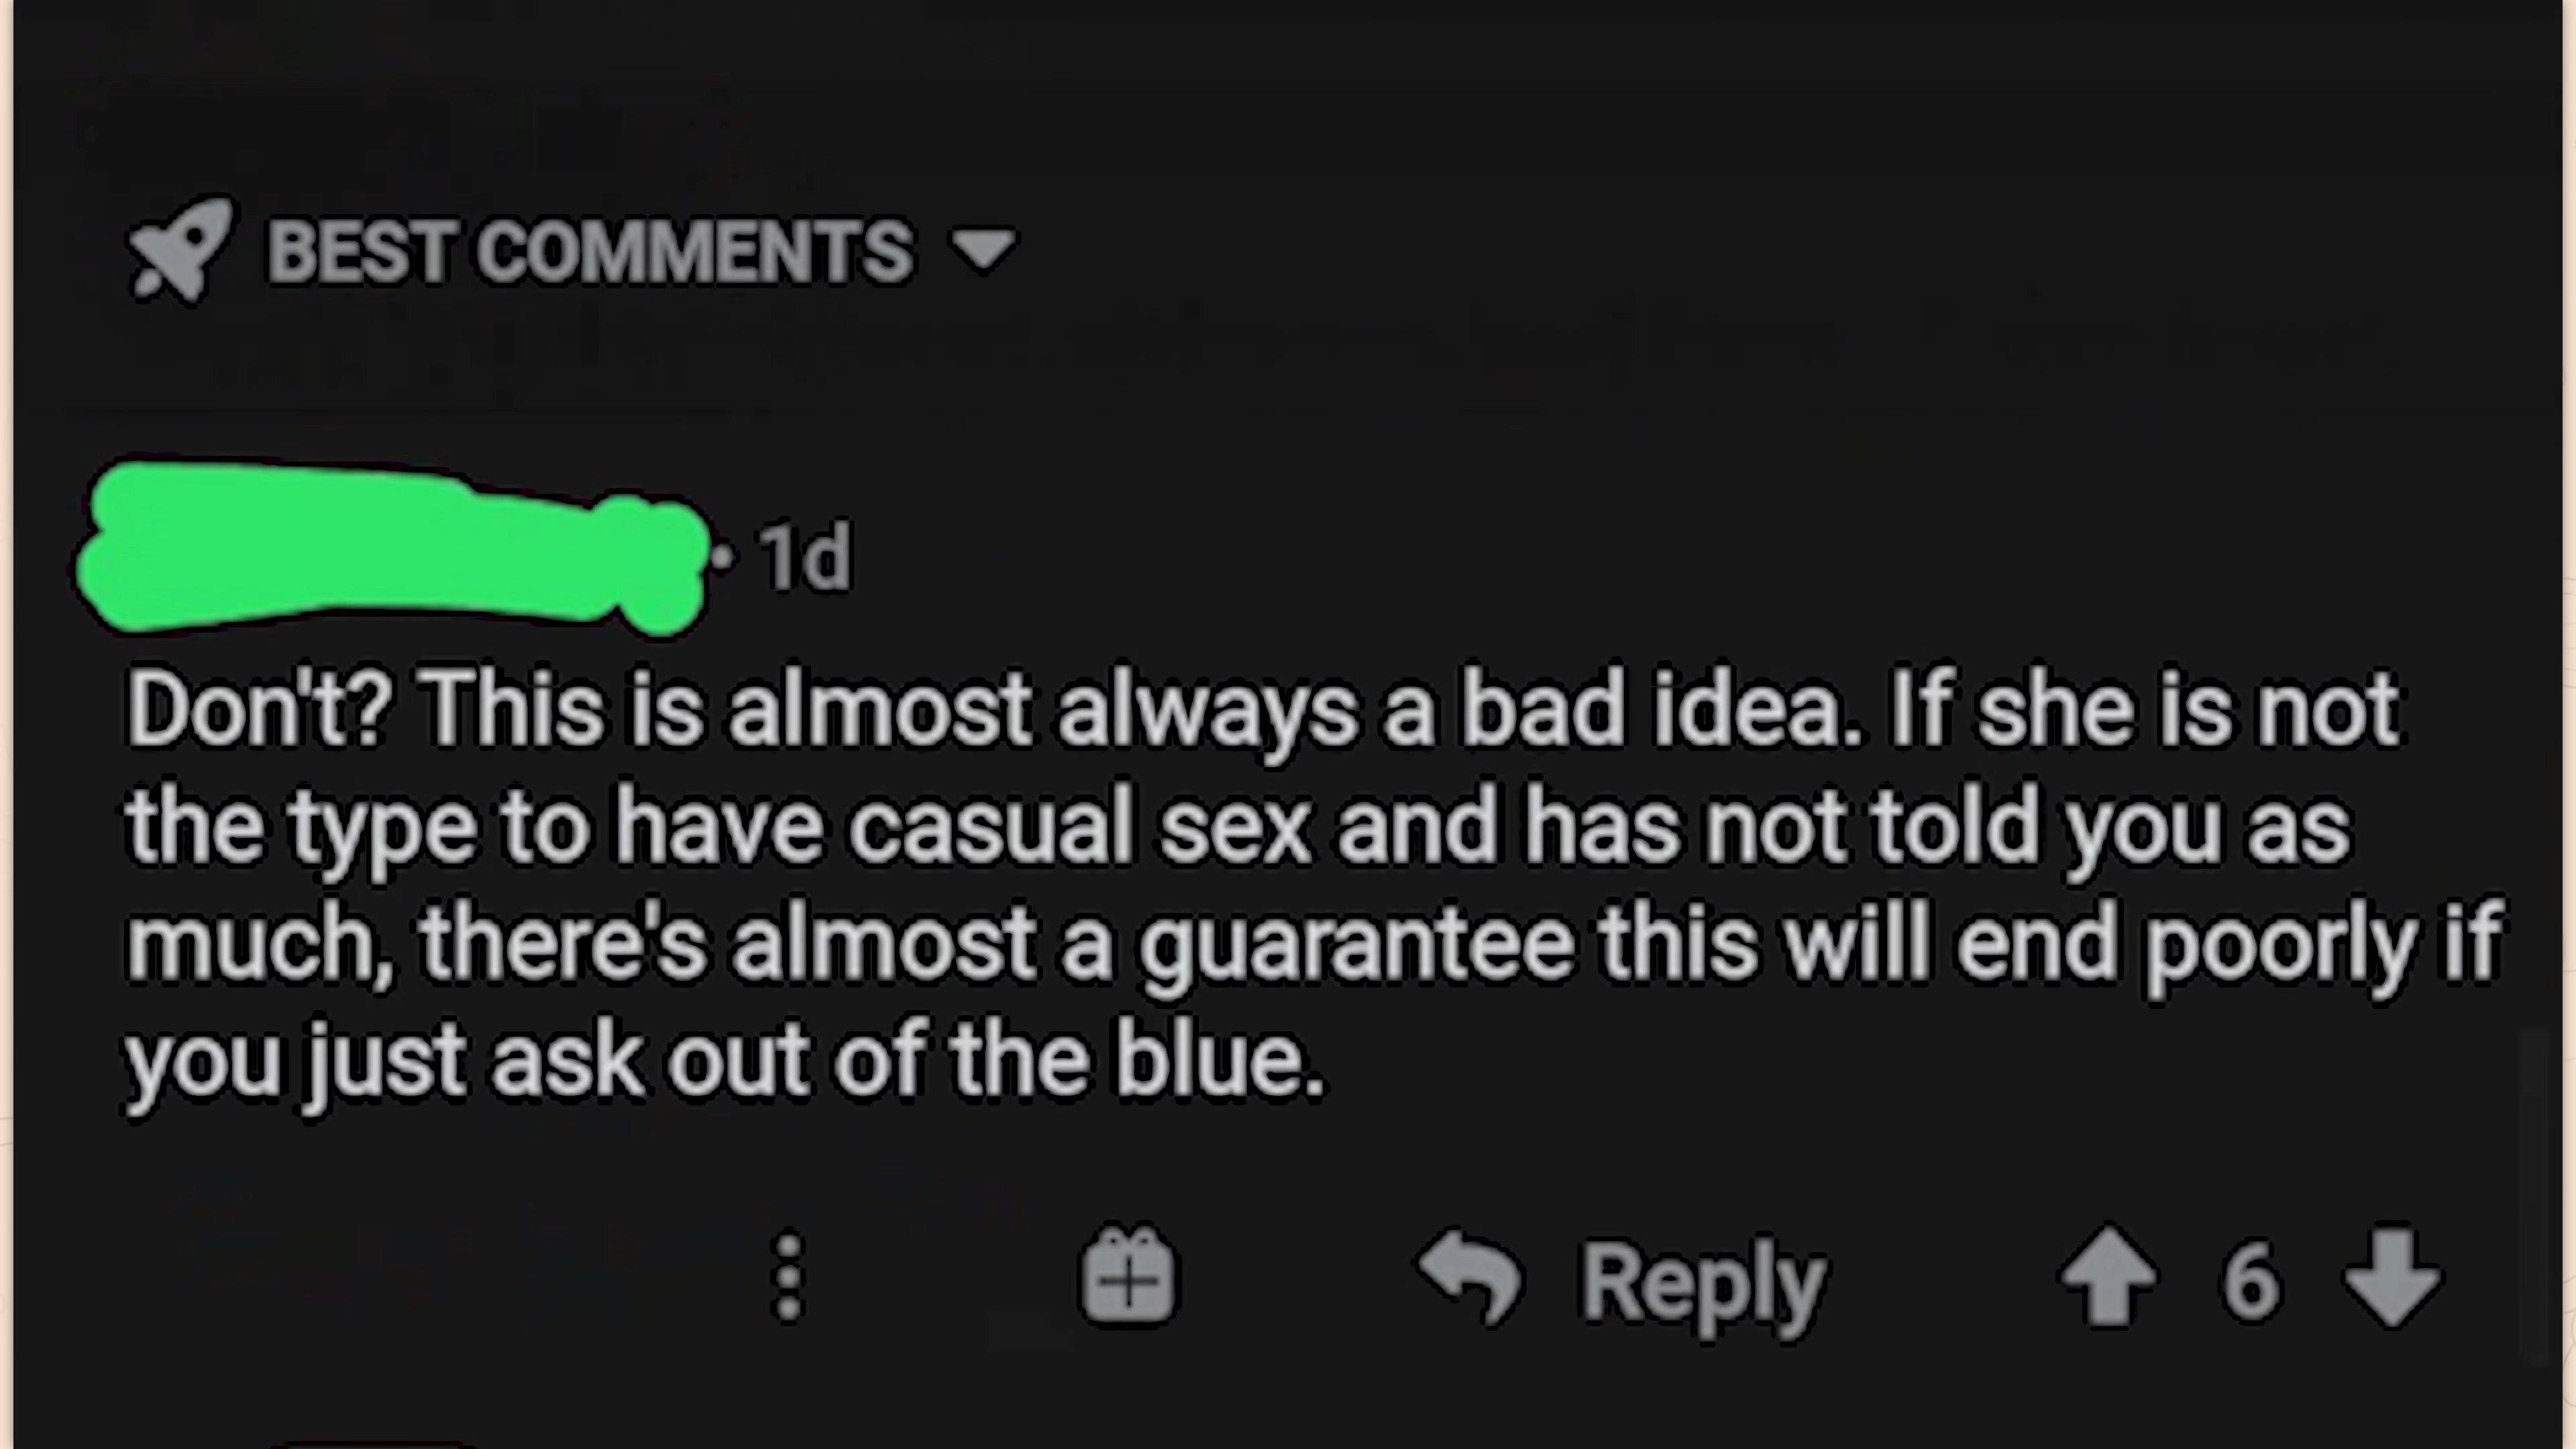 BEST COMMENTS
• 1d
Don't? This is almost always a bad idea. If she is not
the type to have casual sex and has not told you as
much, there's almost a guarantee this will end poorly if
you just ask out of the blue.
Reply 6